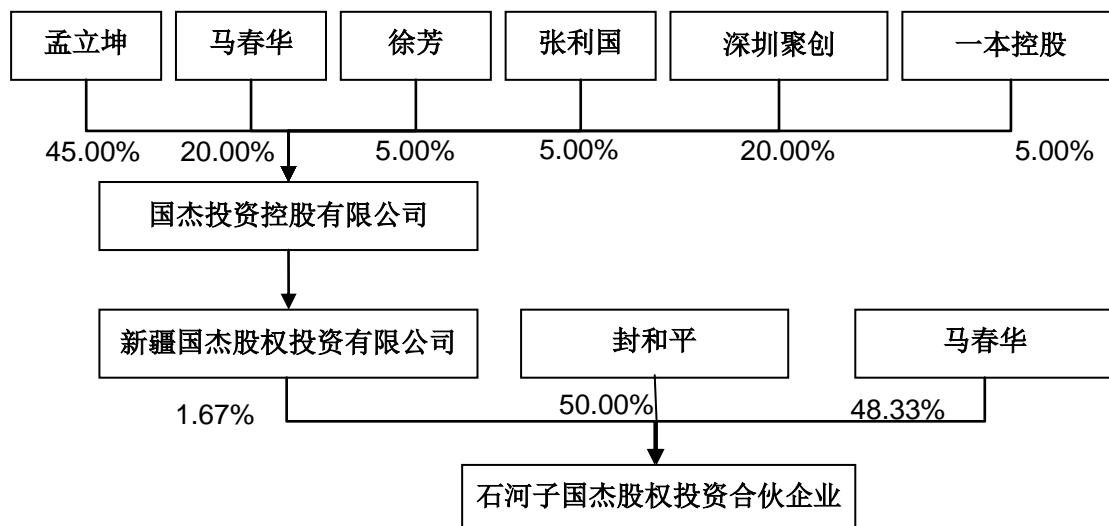 孟立坤 马春华 徐芳 张利国 深圳聚创 一本控股
45.00% 20.00% 5.00% 5.00% 20.00% 5.00%
国杰投资控股有限公司
新疆国杰股权投资有限公司 封和平 马春华
1.67% 50.00% 48.33%
石河子国杰股权投资合伙企业